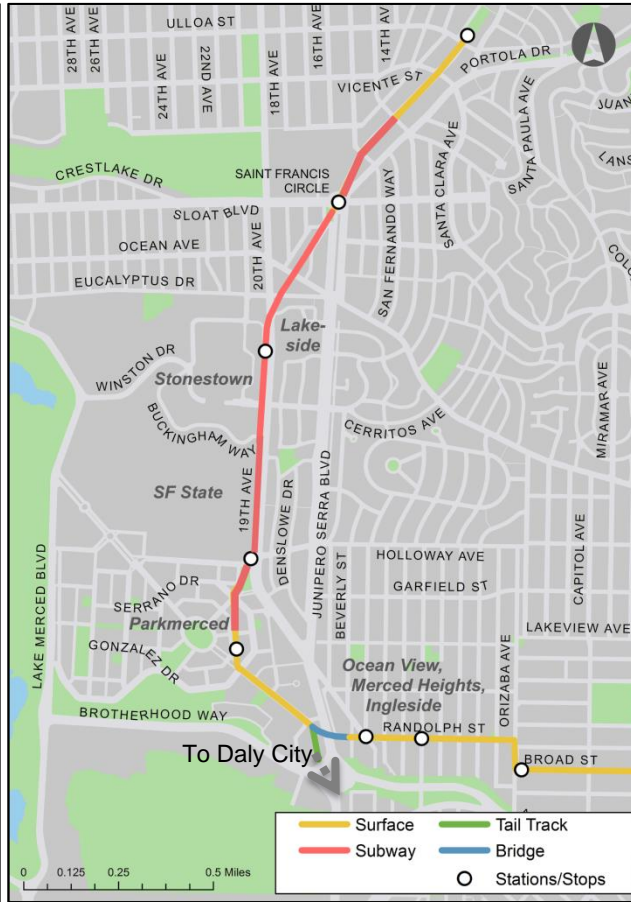 ULLOA ST
28TH AVE
26TH AVE
24TH AVE
22ND AVE
18TH AVE
16TH AVE
14TH AVE
PORTOLA DR
VICENTE ST
SANTA PAULA AVE
SANTA CLARA AVE
CRESTLAKE DR
SAINT FRANCIS
CIRCLE
SLOAT BLVD
SAN FERNANDO WAY
OCEAN AVE
20TH AVE
EUCALYPTUS DR
Lake-
side
WINSTON DR
Stonestown
BUCKINGHAM WAY
CERRITOS AVE
MIRAMAR AVE
SF State
19TH AVE
DENSLOWE DR
JUNIPERO SERRA BLVD
BEVERLY ST
HOLLOWAY AVE
GARFIELD ST
CAPITOL AVE
LAKE MERCED BLVD
SERRANO DR
Parkmerced
GONZALEZ DR
LAKEVIEW AVE
ORIZABA AVE
Ocean View,
Merced Heights,
Ingleside
BROTHERHOOD WAY
RANDOLPH ST
To Daly City
BROAD ST
Surface
Tail Track
Subway
Bridge
Stations/Stops
0 0.125 0.25 0.5 Miles